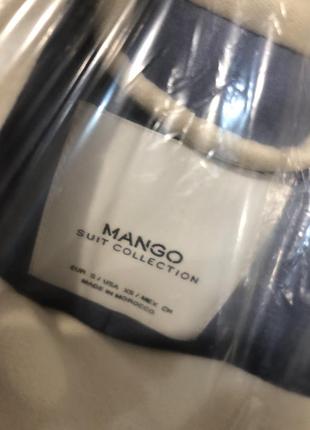 MANGO
SUIT COLLECTION
EUR S / USA XS / MEX CH
MADE IN MOROCCO